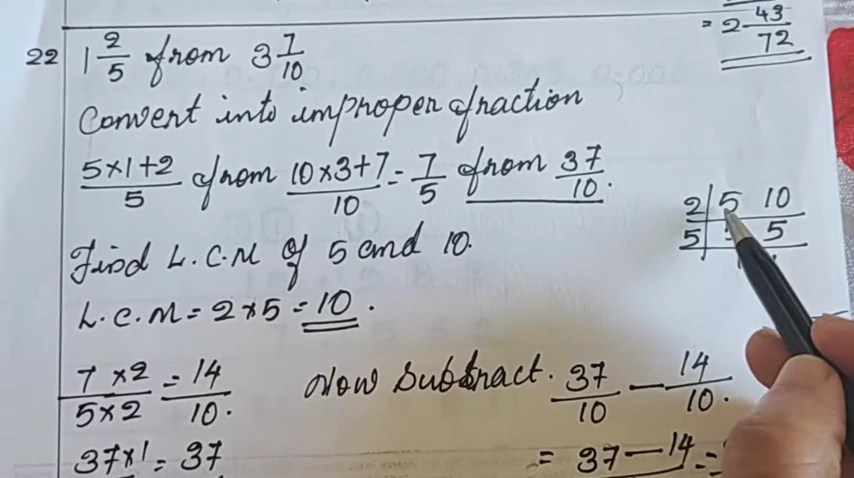 = 2 43/72
22 1 2/5 from 3 7/10
Convert into improper fraction
5×1+2/5 from 10×3+7/10 = 7/5 from 37/10.
2 | 5 10
5 | 5
Find L.C.M of 5 and 10.
L.C.M = 2×5 = 10.
7×2/5×2 = 14/10. Now subtract. 37/10 — 14/10.
37×1 = 37
= 37 — 14 =